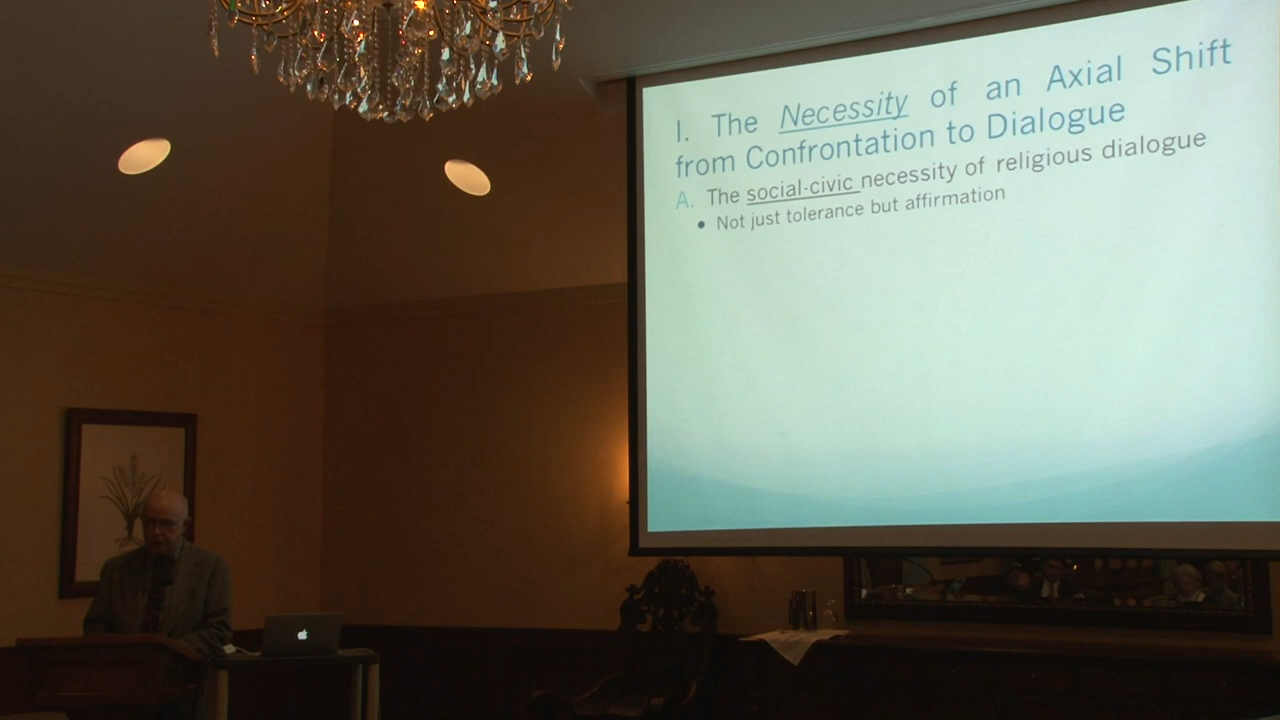 I. The Necessity of an Axial Shift
from Confrontation to Dialogue
A. The social-civic necessity of religious dialogue
• Not just tolerance but affirmation